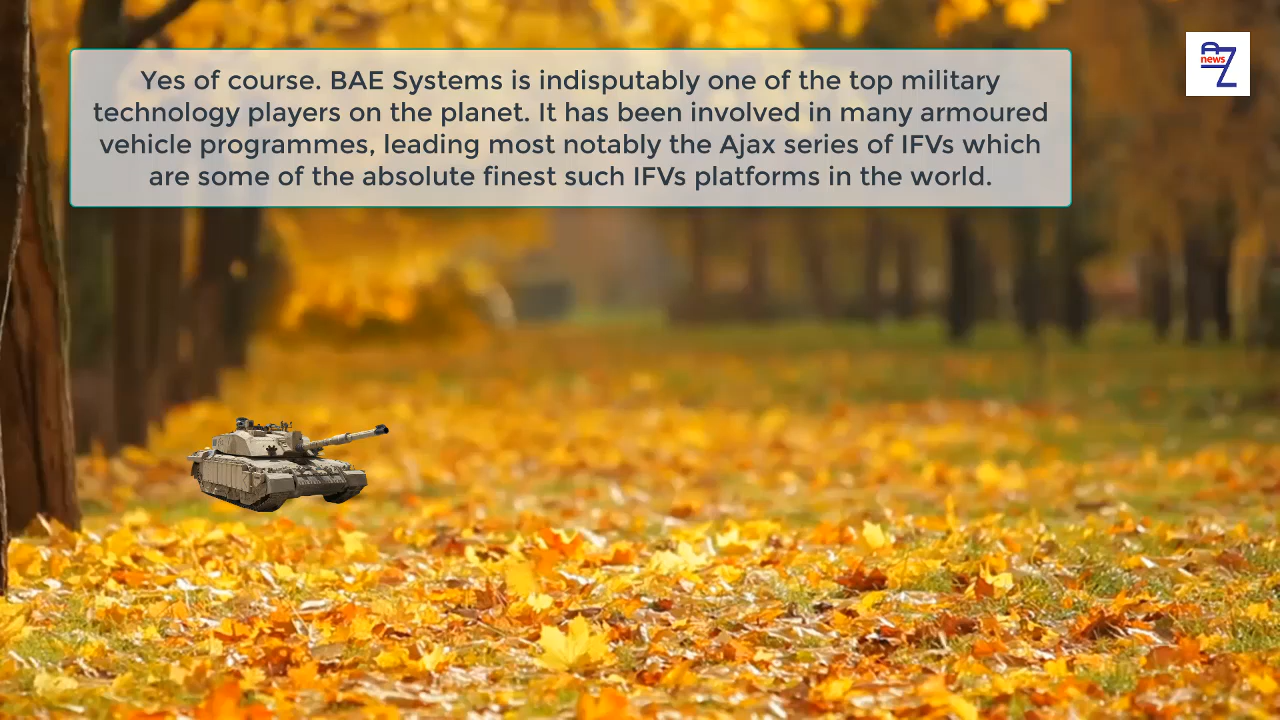 Yes of course. BAE Systems is indisputably one of the top military
technology players on the planet. It has been involved in many armoured
vehicle programmes, leading most notably the Ajax series of IFVs which
are some of the absolute finest such IFVs platforms in the world.
A
news
Z